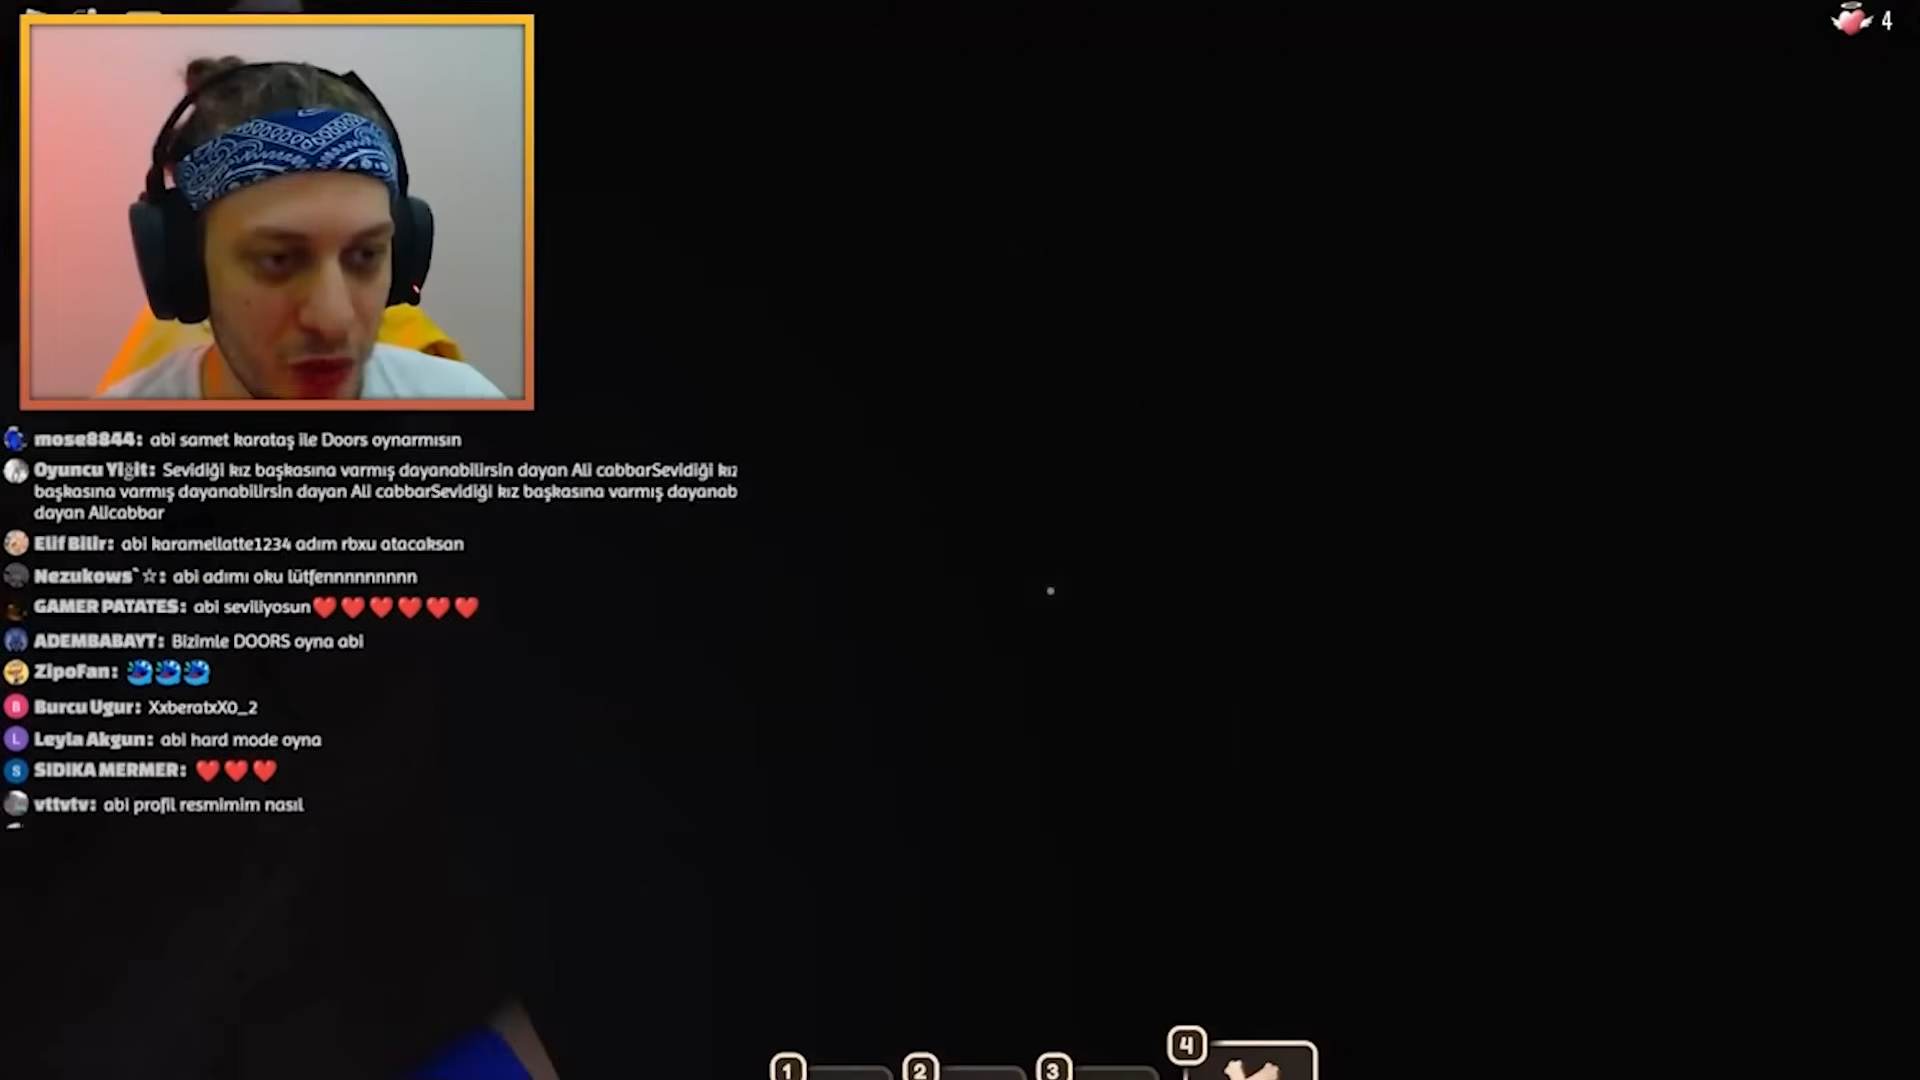 4
mose8844: abi samet karataş ile Doors oynarmısın
Oyuncu Yiğit: Sevidiği kız başkasına varmış dayanabilirsin dayan Ali cabbarSevidiği kız
başkasına varmış dayanabilirsin dayan Ali cabbarSevidiği kız başkasına varmış dayanab
dayan Alicabbar
Elif Bilir: abi karamellatte1234 adım rbxu atacaksan
Nezukows`☆: abi adımı oku lütfennnnnnnnn
GAMER PATATES: abi seviliyosun❤️❤️❤️❤️❤️❤️
ADEMBABAYT: Bizimle DOORS oyna abi
ZipoFan:
Burcu Ugur: XxberatxX0_2
Leyla Akgun: abi hard mode oyna
SIDIKA MERMER: ❤️❤️❤️
vttvtv: abi profil resmimim nasıl
1 2 3 4